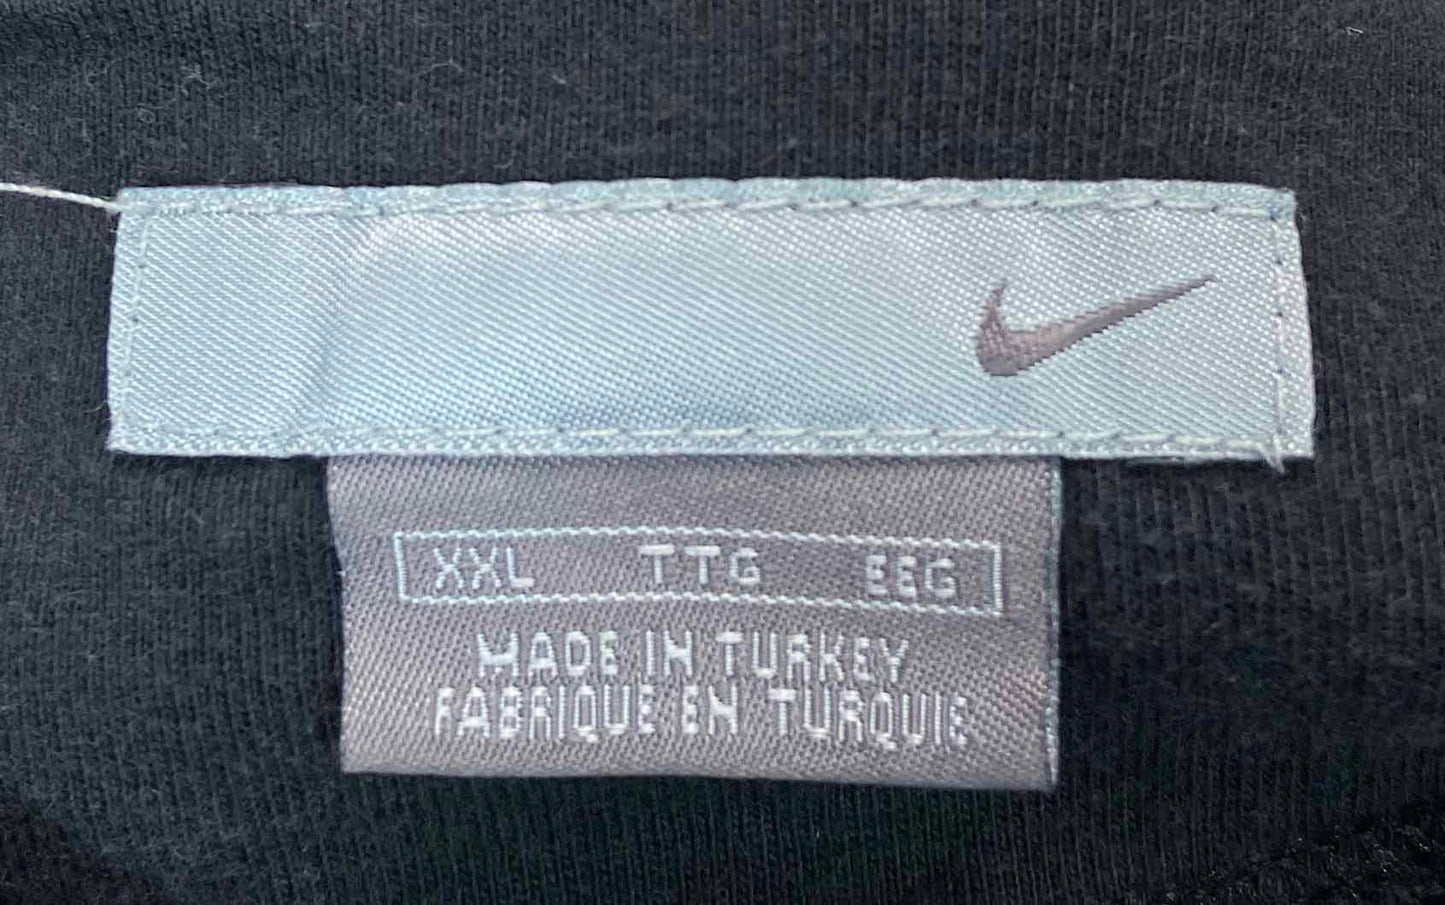 XXL TTG EEG
MADE IN TURKEY
FABRIQUE EN TURQUIE